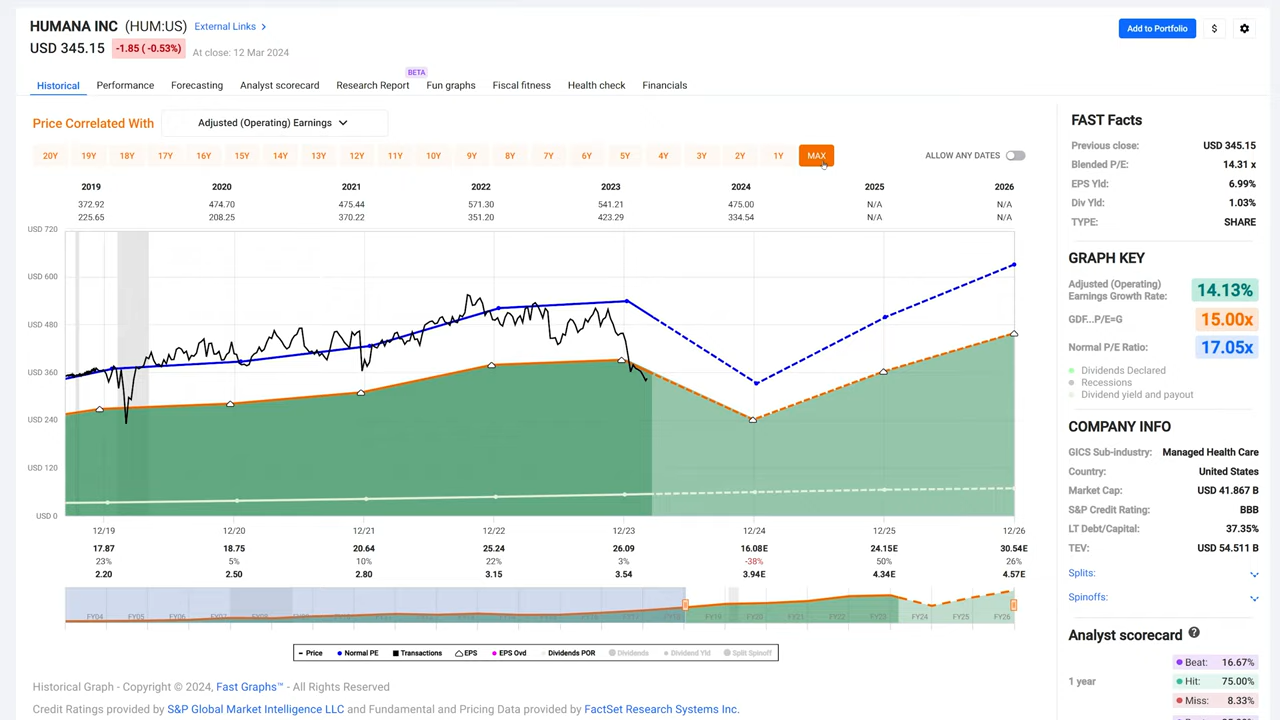 HUMANA INC (HUM:US) External Links >
Add to Portfolio $
USD 345.15 -1.85 ( -0.53%) At close: 12 Mar 2024
BETA
Historical Performance Forecasting Analyst scorecard Research Report Fun graphs Fiscal fitness Health check Financials
Price Correlated With Adjusted (Operating) Earnings
20Y 19Y 18Y 17Y 16Y 15Y 14Y 13Y 12Y 11Y 10Y 9Y 8Y 7Y 6Y 5Y 4Y 3Y 2Y 1Y MAX ALLOW ANY DATES
2019 2020 2021 2022 2023 2024 2025 2026
372.92 474.70 475.44 571.30 541.21 475.00 N/A N/A
225.65 208.25 370.22 351.20 423.29 334.54 N/A N/A
USD 720
USD 600
USD 480
USD 360
USD 240
USD 120
USD 0
12/19 12/20 12/21 12/22 12/23 12/24 12/25 12/26
17.87 18.75 20.64 25.24 26.09 16.08E 24.15E 30.54E
23% 5% 10% 22% 3% -38% 50% 26%
2.20 2.50 2.80 3.15 3.54 3.94E 4.34E 4.57E
FY04 FY05 FY06 FY07 FY08 FY19 FY20 FY21 FY22 FY23 FY24 FY25 FY26
Price Normal PE Transactions EPS EPS Ovd Dividends POR Dividends Dividend Yld Split Spinoff
Historical Graph - Copyright © 2024, Fast Graphs™ - All Rights Reserved
Credit Ratings provided by S&P Global Market Intelligence LLC and Fundamental and Pricing Data provided by FactSet Research Systems Inc.
FAST Facts
Previous close: USD 345.15
Blended P/E: 14.31 x
EPS Yld: 6.99%
Div Yld: 1.03%
TYPE: SHARE
GRAPH KEY
Adjusted (Operating)
Earnings Growth Rate: 14.13%
GDF...P/E=G 15.00x
Normal P/E Ratio: 17.05x
Dividends Declared
Recessions
Dividend yield and payout
COMPANY INFO
GICS Sub-industry: Managed Health Care
Country: United States
Market Cap: USD 41.867 B
S&P Credit Rating: BBB
LT Debt/Capital: 37.35%
TEV: USD 54.511 B
Splits:
Spinoffs:
Analyst scorecard ?
Beat: 16.67%
1 year Hit: 75.00%
Miss: 8.33%